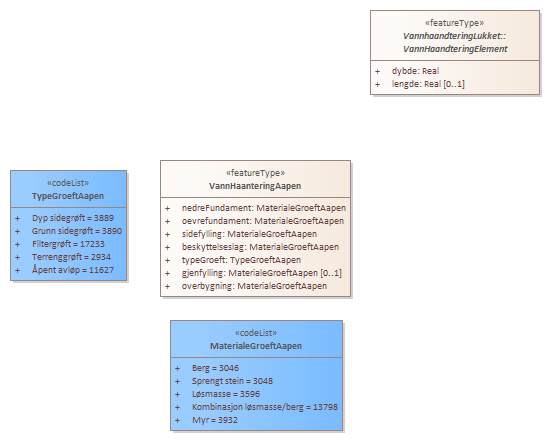 «featureType»
VannhaandteringLukket::
VannHaandteringElement
+ dybde: Real
+ lengde: Real [0..1]
«codeList»
TypeGroeftAapen
+ Dyp sidegrøft = 3889
+ Grunn sidegrøft = 3890
+ Filtergrøft = 17233
+ Terrenggrøft = 2934
+ Åpent avløp = 11627
«featureType»
VannHaanteringAapen
+ nedreFundament: MaterialeGroeftAapen
+ oevrefundament: MaterialeGroeftAapen
+ sidefylling: MaterialeGroeftAapen
+ beskyttelseslag: MaterialeGroeftAapen
+ typeGroeft: TypeGroeftAapen
+ gjenfylling: MaterialeGroeftAapen [0..1]
+ overbygning: MaterialeGroeftAapen
«codeList»
MaterialeGroeftAapen
+ Berg = 3046
+ Sprengt stein = 3048
+ Løsmasse = 3596
+ Kombinasjon løsmasse/berg = 13798
+ Myr = 3932